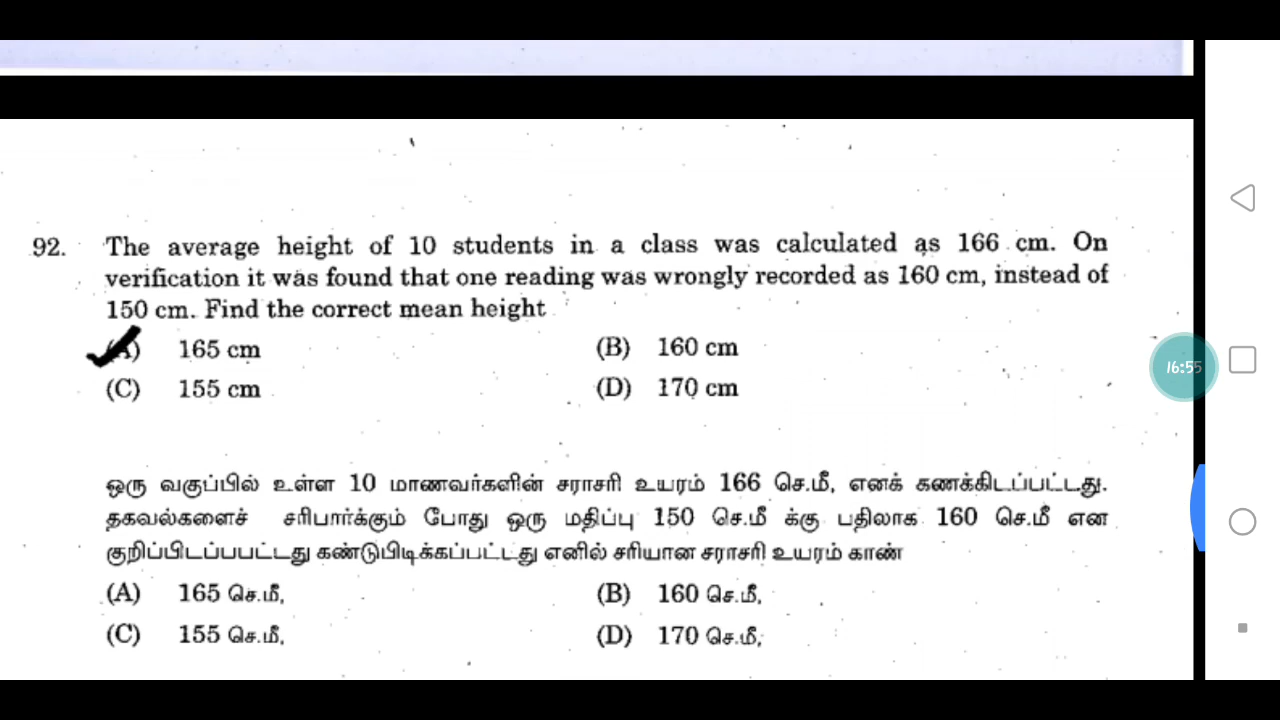 92. The average height of 10 students in a class was calculated as 166 cm. On
verification it was found that one reading was wrongly recorded as 160 cm, instead of
150 cm. Find the correct mean height
(A) 165 cm (B) 160 cm
(C) 155 cm (D) 170 cm
16:55
ஒரு வகுப்பில் உள்ள 10 மாணவர்களின் சராசரி உயரம் 166 செ.மீ, எனக் கணக்கிடப்பட்டது.
தகவல்களைச் சரிபார்க்கும் போது ஒரு மதிப்பு 150 செ.மீ க்கு பதிலாக 160 செ.மீ என
குறிப்பிடப்பபட்டது கண்டுபிடிக்கப்பட்டது எனில் சரியான சராசரி உயரம் காண்
(A) 165 செ.மீ, (B) 160 செ.மீ,
(C) 155 செ.மீ, (D) 170 செ.மீ,